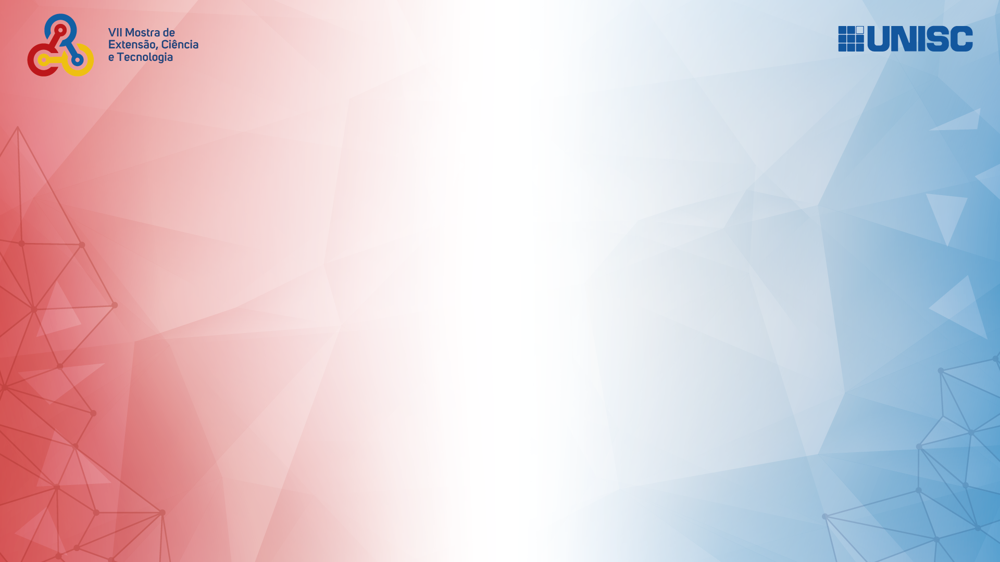 VII Mostra de
Extensão, Ciência
e Tecnologia
UNISC